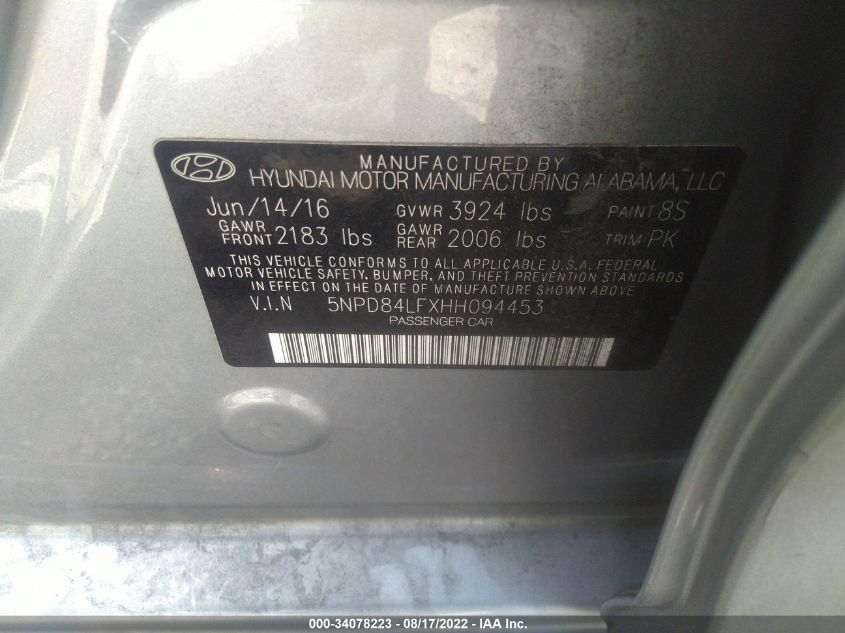 MANUFACTURED BY
HYUNDAI MOTOR MANUFACTURING ALABAMA, LLC
Jun/14/16 GVWR 3924 lbs PAINT 8S
GAWR FRONT 2183 lbs GAWR REAR 2006 lbs TRIM PK
THIS VEHICLE CONFORMS TO ALL APPLICABLE U.S.A. FEDERAL
MOTOR VEHICLE SAFETY, BUMPER, AND THEFT PREVENTION STANDARDS
IN EFFECT ON THE DATE OF MANUFACTURE SHOWN ABOVE.
V.I.N 5NPD84LFXHH094453
PASSENGER CAR
000-34078223 - 08/17/2022 - IAA Inc.